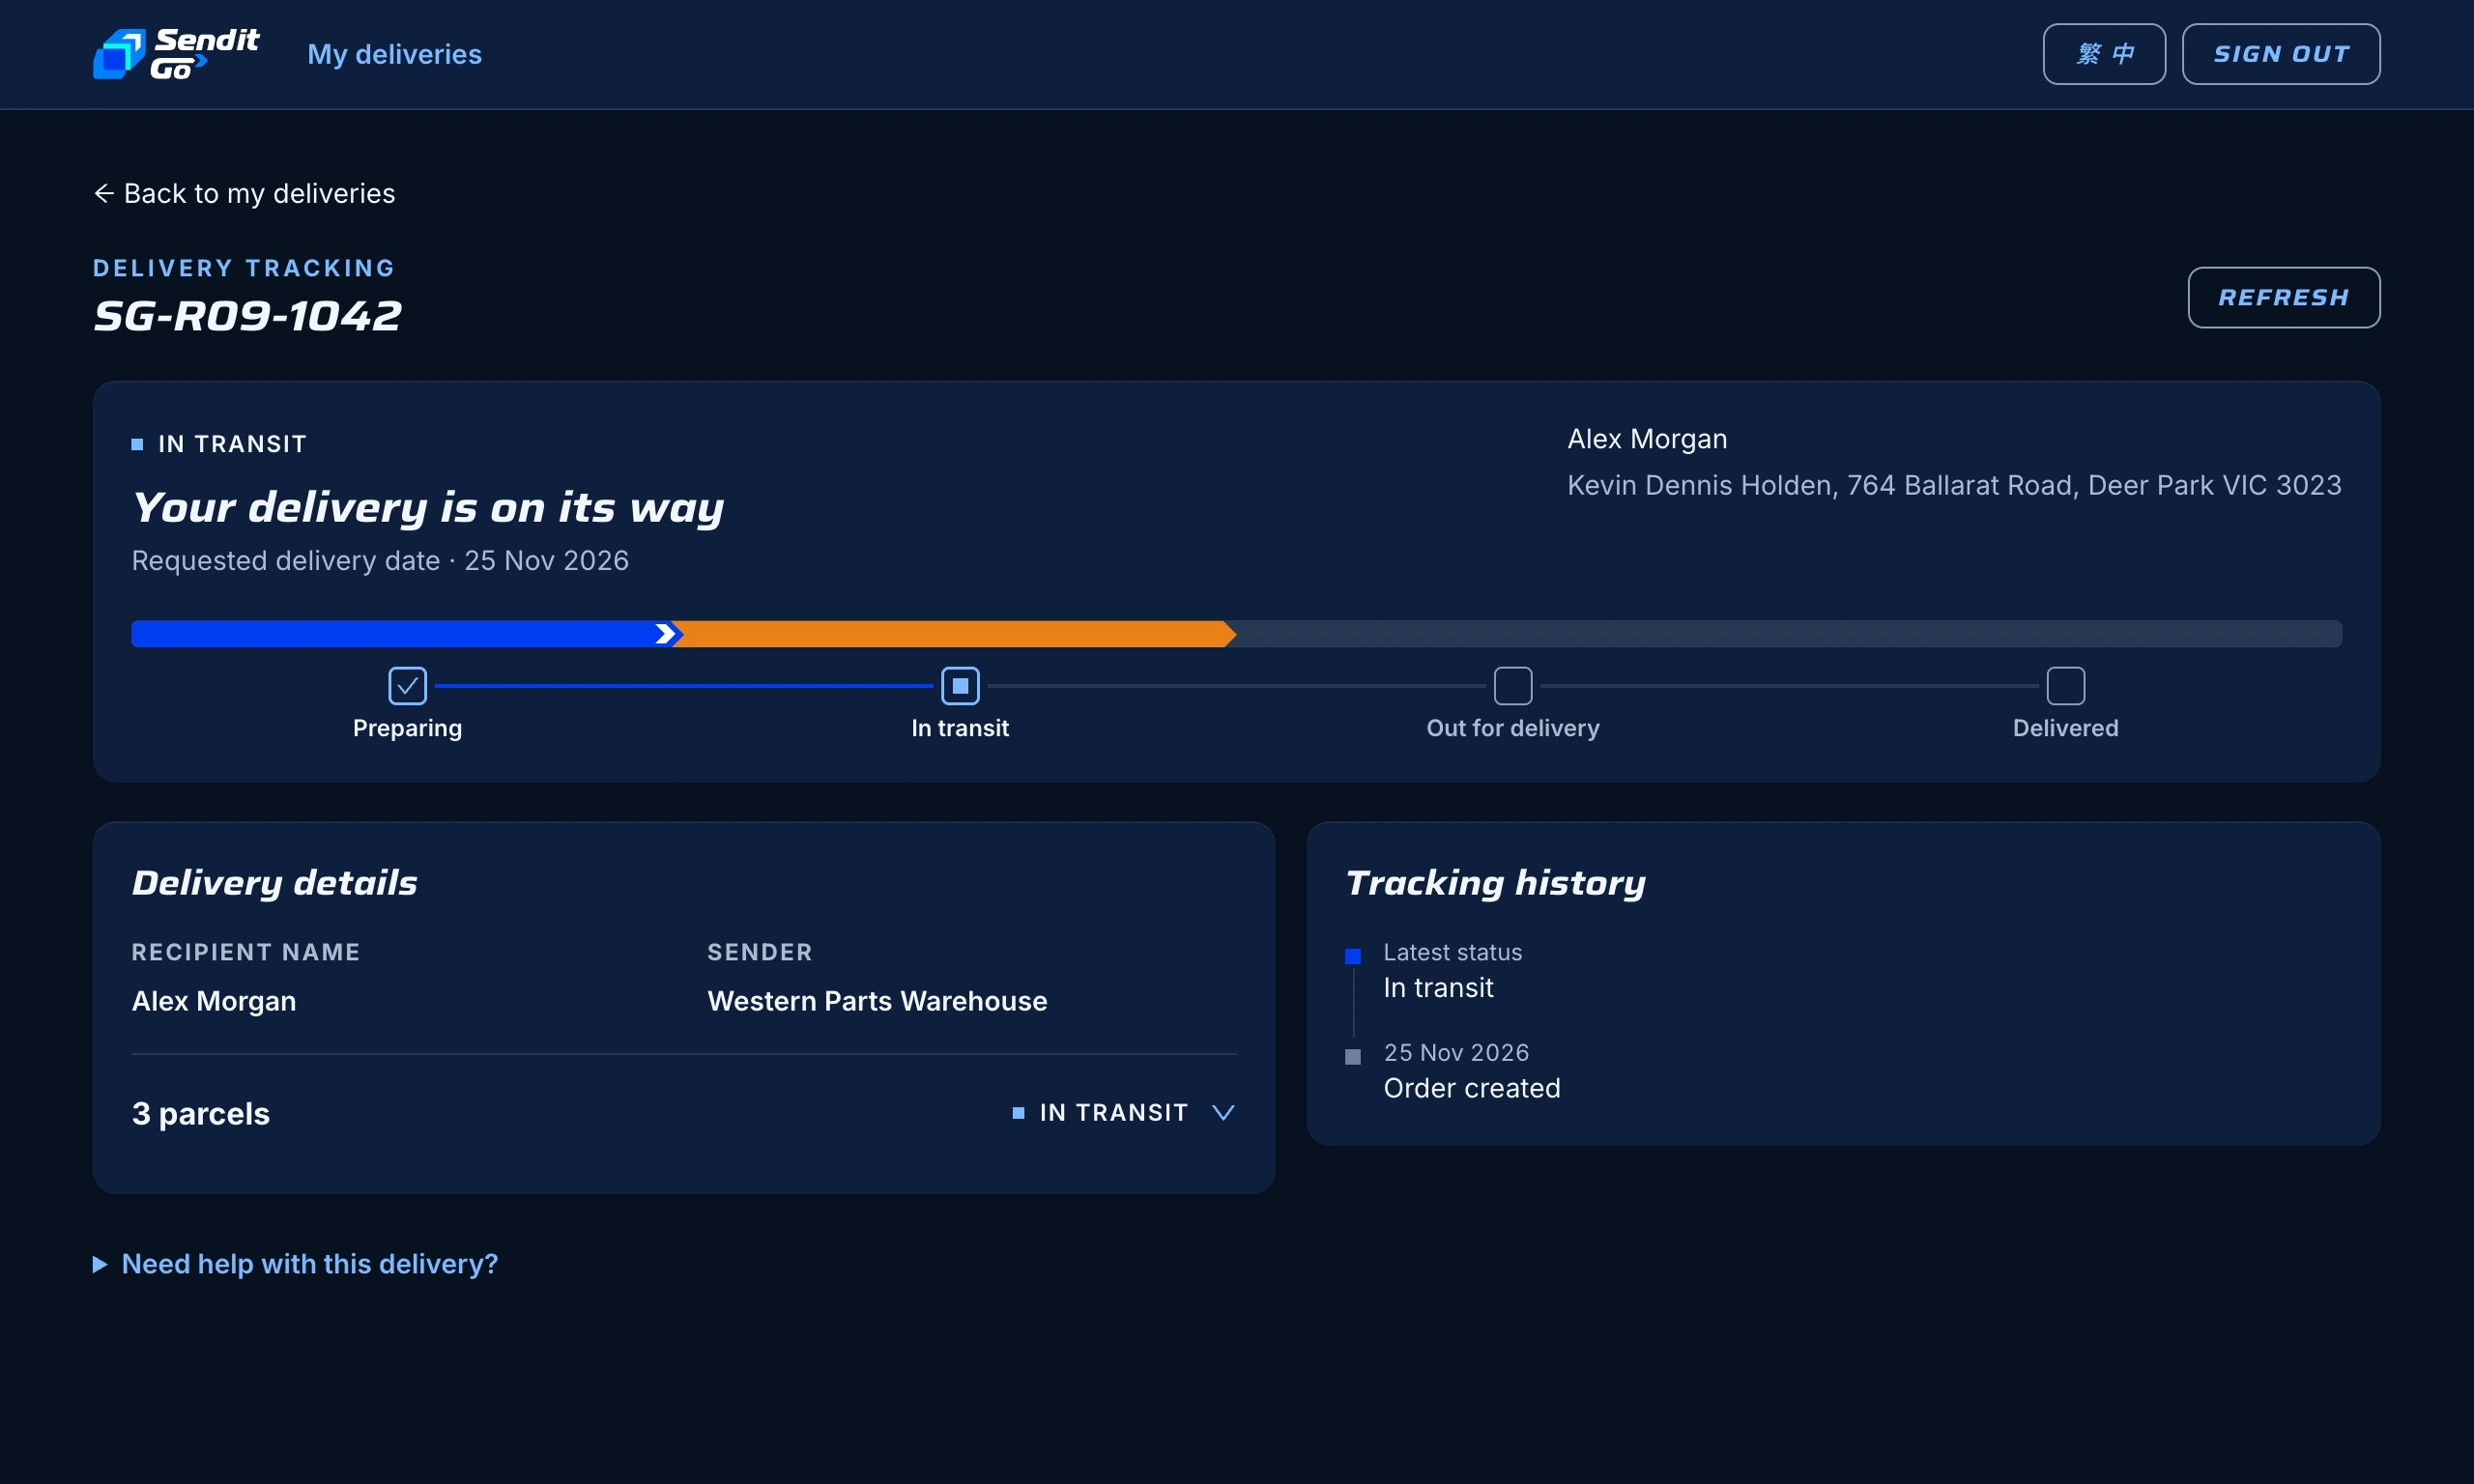 Sendit
Go
My deliveries
繁 中
SIGN OUT
← Back to my deliveries
DELIVERY TRACKING
SG-R09-1042
REFRESH
IN TRANSIT
Your delivery is on its way
Requested delivery date · 25 Nov 2026
Alex Morgan
Kevin Dennis Holden, 764 Ballarat Road, Deer Park VIC 3023
Preparing
In transit
Out for delivery
Delivered
Delivery details
RECIPIENT NAME
Alex Morgan
SENDER
Western Parts Warehouse
3 parcels
IN TRANSIT
Tracking history
Latest status
In transit
25 Nov 2026
Order created
Need help with this delivery?